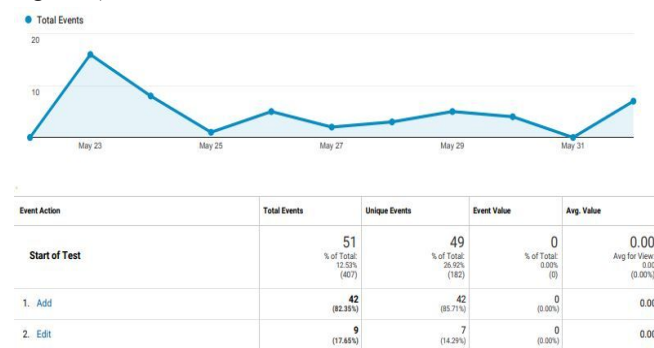 Total Events
20
10
May 23 May 25 May 27 May 29 May 31
Event Action Total Events Unique Events Event Value Avg. Value
Start of Test 51 49 0 0.00
% of Total: % of Total: % of Total: Avg for View:
12.53% 26.92% 0.00% 0.00
(407) (182) (0) (0.00%)
1. Add 42 42 0 0.00
(82.35%) (85.71%) (0.00%)
2. Edit 9 7 0 0.00
(17.65%) (14.29%) (0.00%)